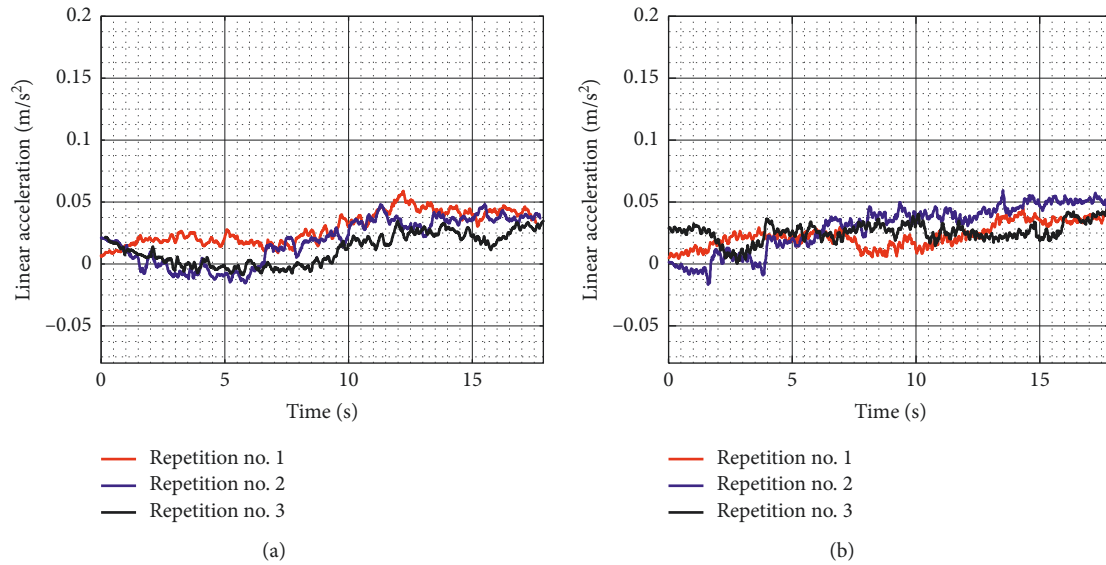 0.2
0.15
0.1
0.05
0
−0.05
Linear acceleration (m/s²)
0 5 10 15
Time (s)
Repetition no. 1
Repetition no. 2
Repetition no. 3
(a)
0.2
0.15
0.1
0.05
0
−0.05
Linear acceleration (m/s²)
0 5 10 15
Time (s)
Repetition no. 1
Repetition no. 2
Repetition no. 3
(b)